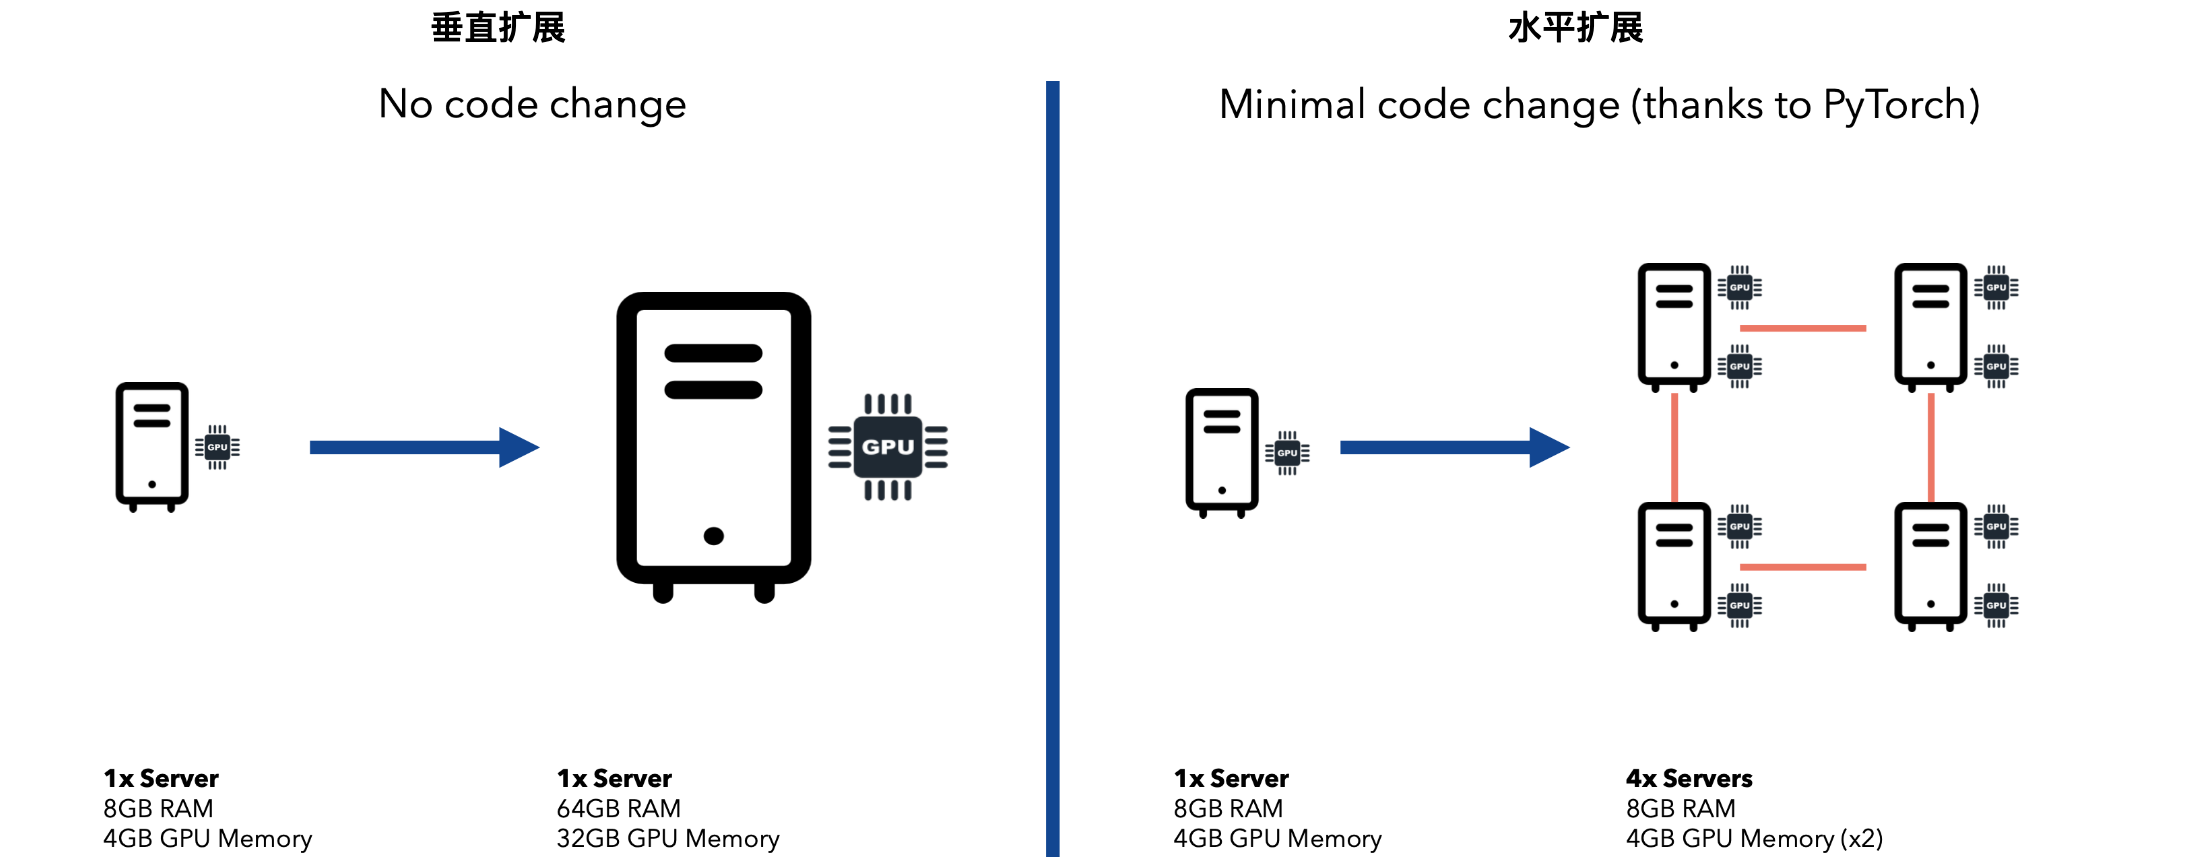 垂直扩展
No code change
GPU
GPU
1x Server
8GB RAM
4GB GPU Memory
1x Server
64GB RAM
32GB GPU Memory
水平扩展
Minimal code change (thanks to PyTorch)
GPU
GPU
GPU
GPU
GPU
GPU
GPU
GPU
GPU
1x Server
8GB RAM
4GB GPU Memory
4x Servers
8GB RAM
4GB GPU Memory (x2)